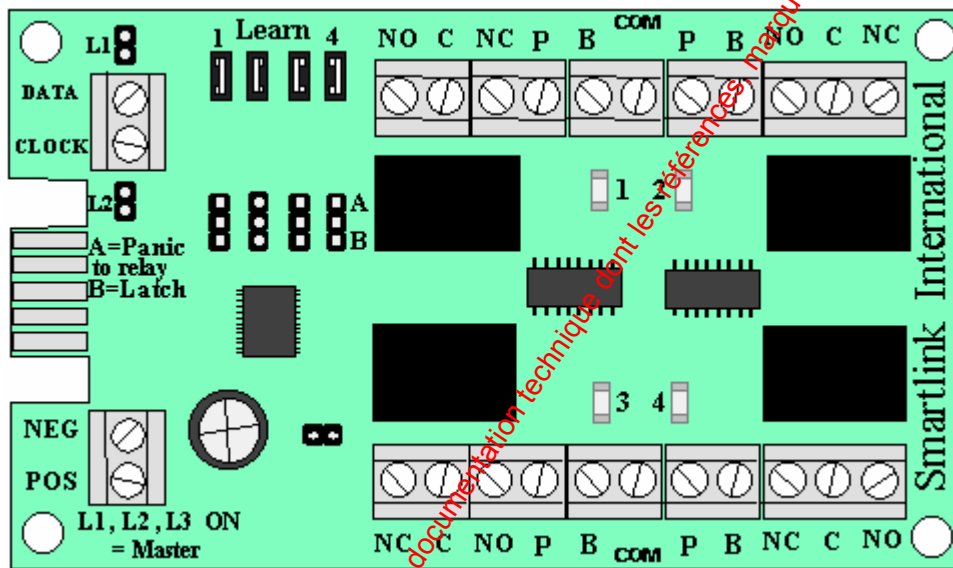 L1
1 Learn 4
NO C NC P B COM P B NO C NC
DATA
CLOCK
L2
A
B
1 2
A=Panic
to relay
B=Latch
3 4
NEG
POS
L1, L2, L3 ON
= Master
NC C NO P B COM P B NC C NO
Smartlink International
documentation technique dont les références, marqu